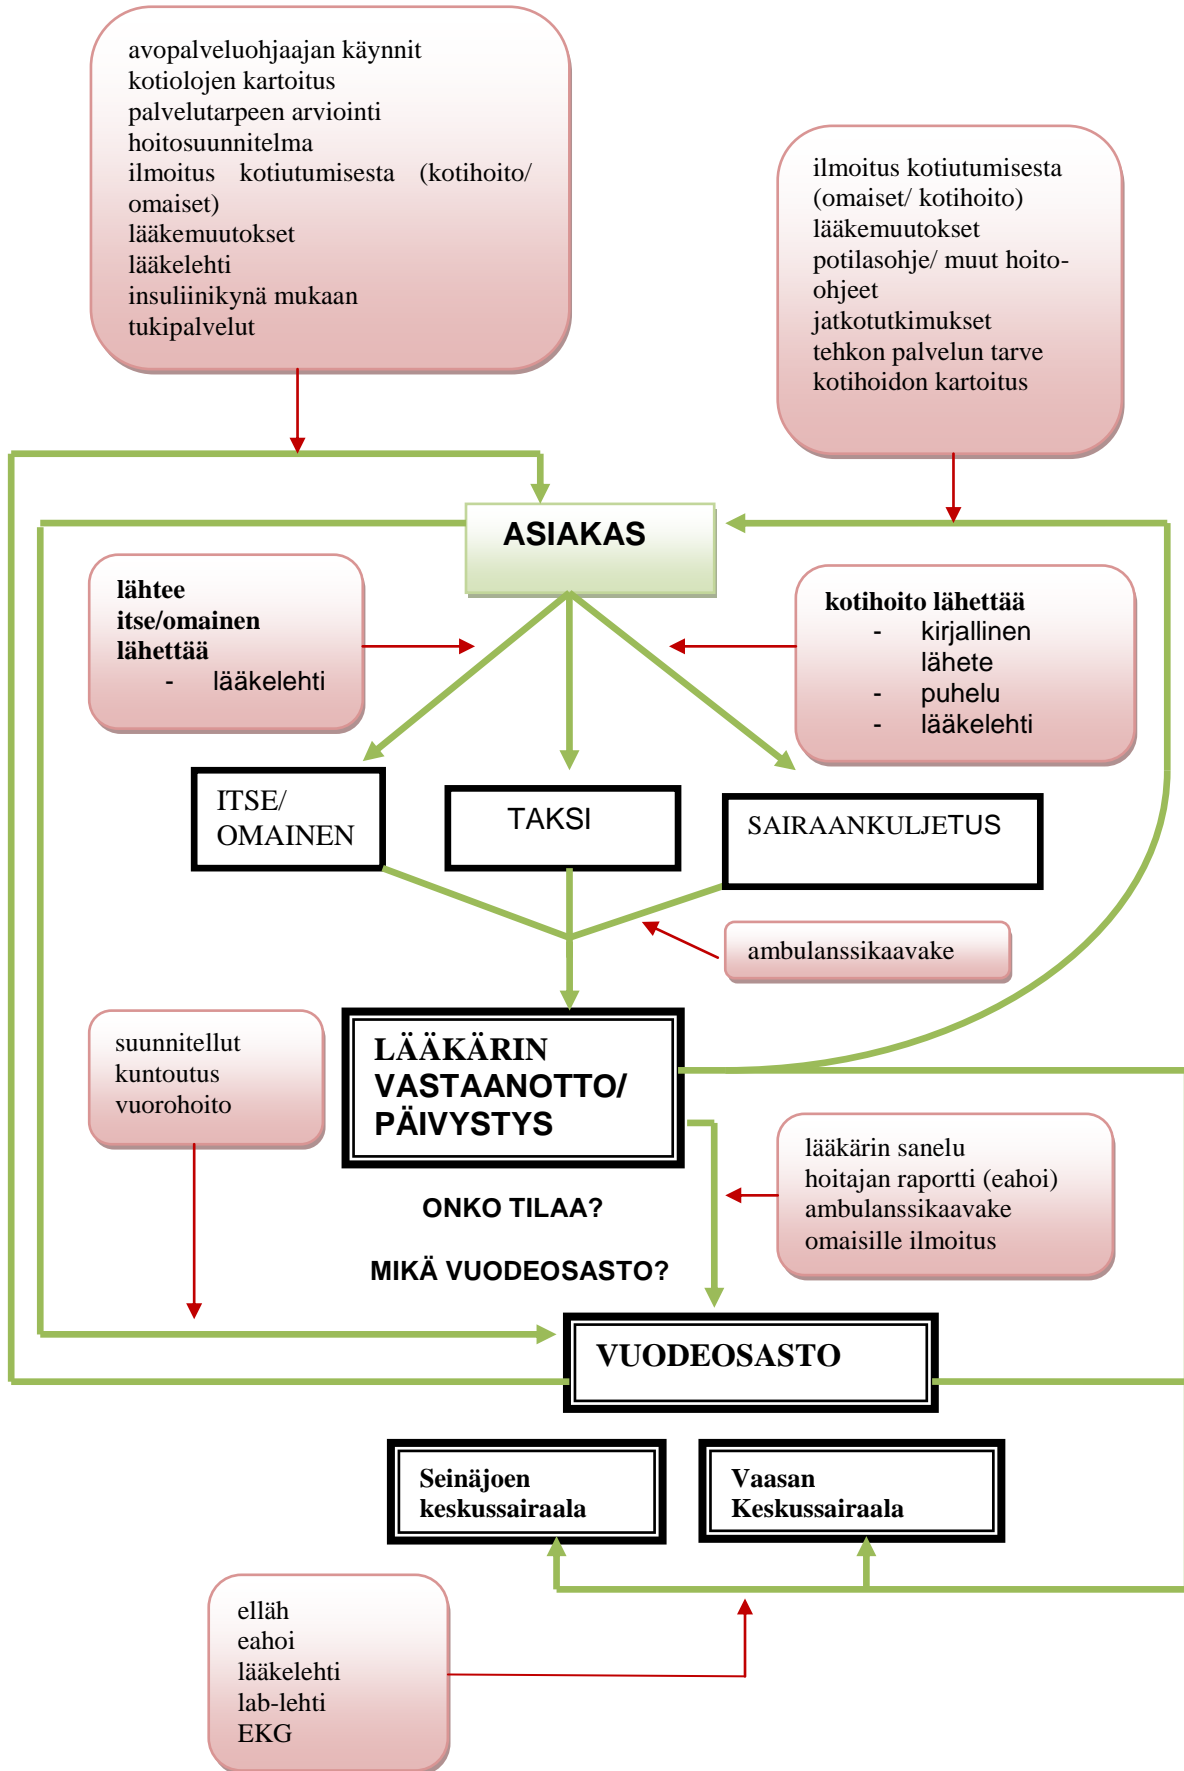 avopalveluohjaajan käynnit
kotiolojen kartoitus
palvelutarpeen arviointi
hoitosuunnitelma
ilmoitus kotiutumisesta (kotihoito/
omaiset)
lääkemuutokset
lääkelehti
insuliinikynä mukaan
tukipalvelut
ilmoitus kotiutumisesta
(omaiset/ kotihoito)
lääkemuutokset
potilasohje/ muut hoito-
ohjeet
jatkotutkimukset
tehkon palvelun tarve
kotihoidon kartoitus
ASIAKAS
lähtee
itse/omainen
lähettää
- lääkelehti
kotihoito lähettää
- kirjallinen
lähete
- puhelu
- lääkelehti
ITSE/
OMAINEN
TAKSI
SAIRAANKULJETUS
ambulanssikaavake
suunnitellut
kuntoutus
vuorohoito
LÄÄKÄRIN
VASTAANOTTO/
PÄIVYSTYS
lääkärin sanelu
hoitajan raportti (eahoi)
ambulanssikaavake
omaisille ilmoitus
ONKO TILAA?
MIKÄ VUODEOSASTO?
VUODEOSASTO
Seinäjoen
keskussairaala
Vaasan
Keskussairaala
elläh
eahoi
lääkelehti
lab-lehti
EKG